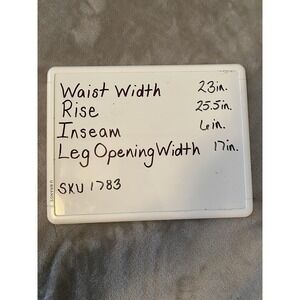 Waist Width 23in.
Rise 25.5in.
Inseam 6in.
Leg Opening Width 17in.
SKU 1783